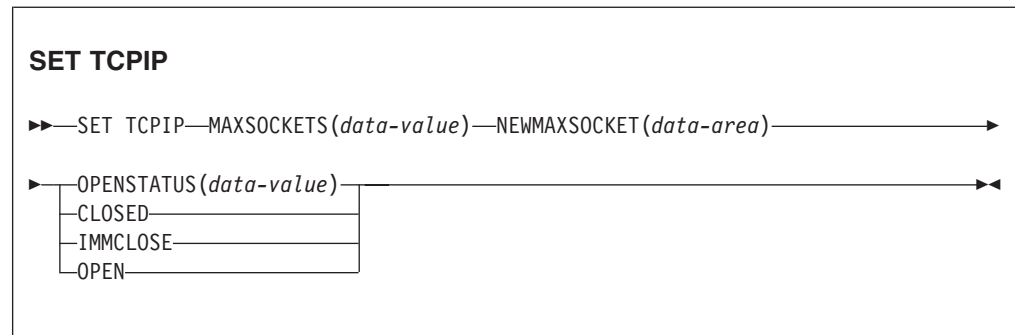 SET TCPIP
SET TCPIP MAXSOCKETS(data-value) NEWMAXSOCKET(data-area)
OPENSTATUS(data-value)
CLOSED
IMMCLOSE
OPEN